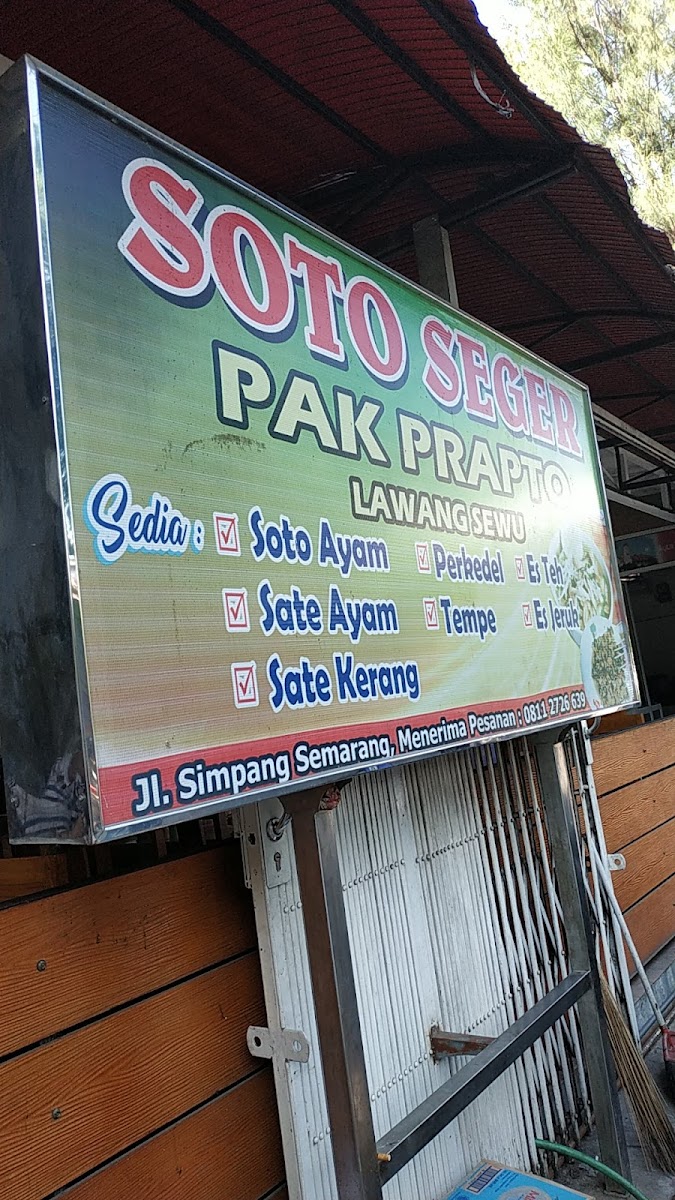 SOTO SEGER
PAK PRAPTO
LAWANG SEWU
Sedia : Soto Ayam Perkedel Es Teh
Sate Ayam Tempe Es Jeruk
Sate Kerang
Jl. Simpang Semarang, Menerima Pesanan : 0811 2726 639